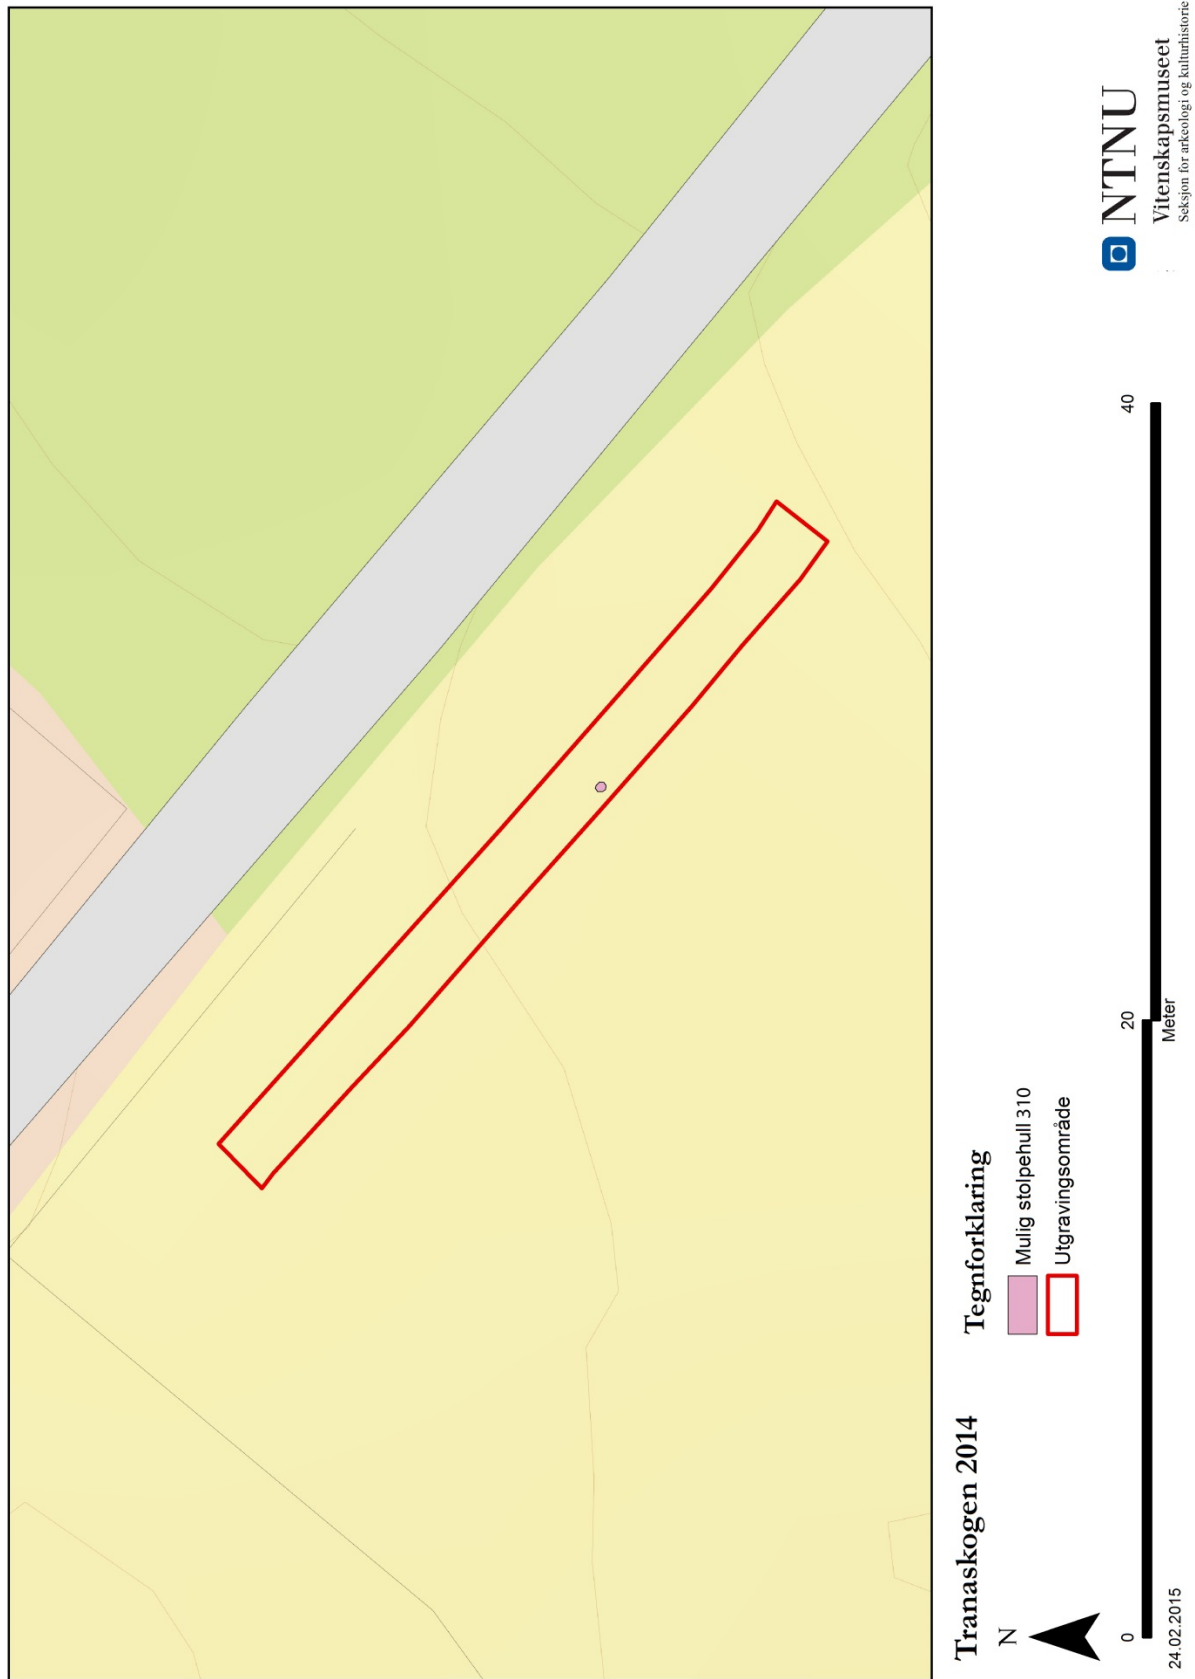 Tranaskogen 2014
N
Tegnforklaring
Mulig stolpehull 310
Utgravingsområde
0
20
40
Meter
24.02.2015
NTNU
Vitenskapsmuseet
Seksjon for arkeologi og kulturhistorie